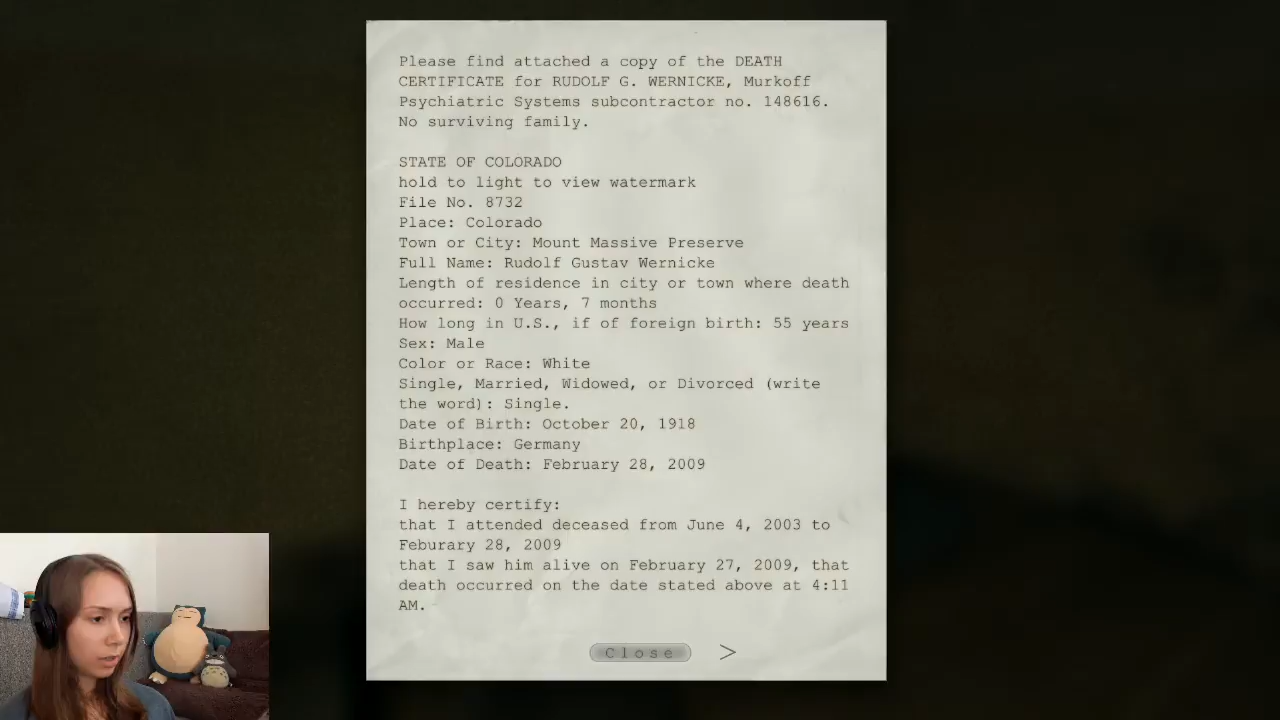 Please find attached a copy of the DEATH
CERTIFICATE for RUDOLF G. WERNICKE, Murkoff
Psychiatric Systems subcontractor no. 148616.
No surviving family.
STATE OF COLORADO
hold to light to view watermark
File No. 8732
Place: Colorado
Town or City: Mount Massive Preserve
Full Name: Rudolf Gustav Wernicke
Length of residence in city or town where death
occurred: 0 Years, 7 months
How long in U.S., if of foreign birth: 55 years
Sex: Male
Color or Race: White
Single, Married, Widowed, or Divorced (write
the word): Single.
Date of Birth: October 20, 1918
Birthplace: Germany
Date of Death: February 28, 2009
I hereby certify:
that I attended deceased from June 4, 2003 to
Feburary 28, 2009
that I saw him alive on February 27, 2009, that
death occurred on the date stated above at 4:11
AM.
Close >